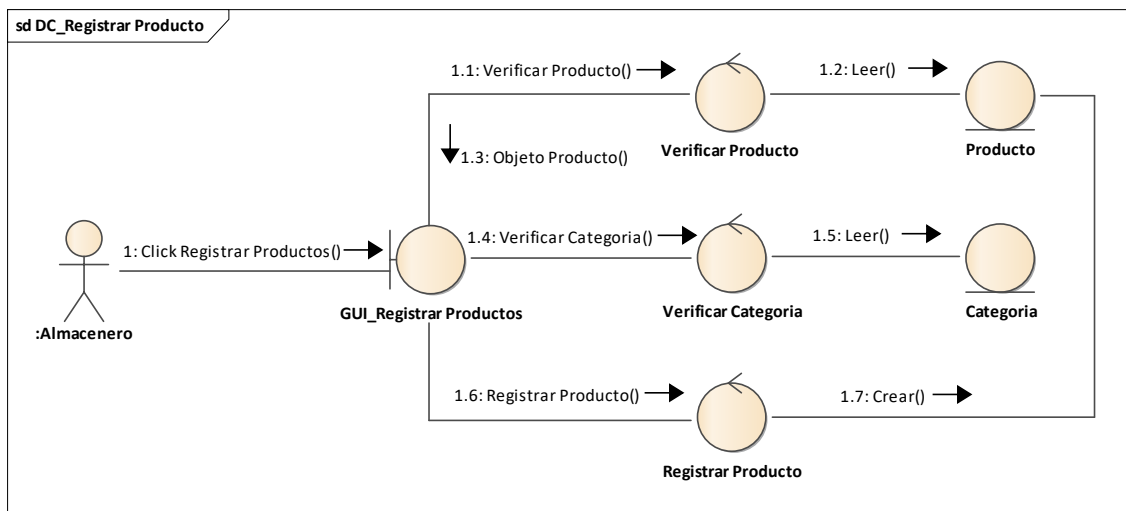 sd DC_Registrar Producto
1.1: Verificar Producto()
1.2: Leer()
Verificar Producto
Producto
1.3: Objeto Producto()
1: Click Registrar Productos()
1.4: Verificar Categoria()
1.5: Leer()
:Almacenero
GUI_Registrar Productos
Verificar Categoria
Categoria
1.6: Registrar Producto()
1.7: Crear()
Registrar Producto